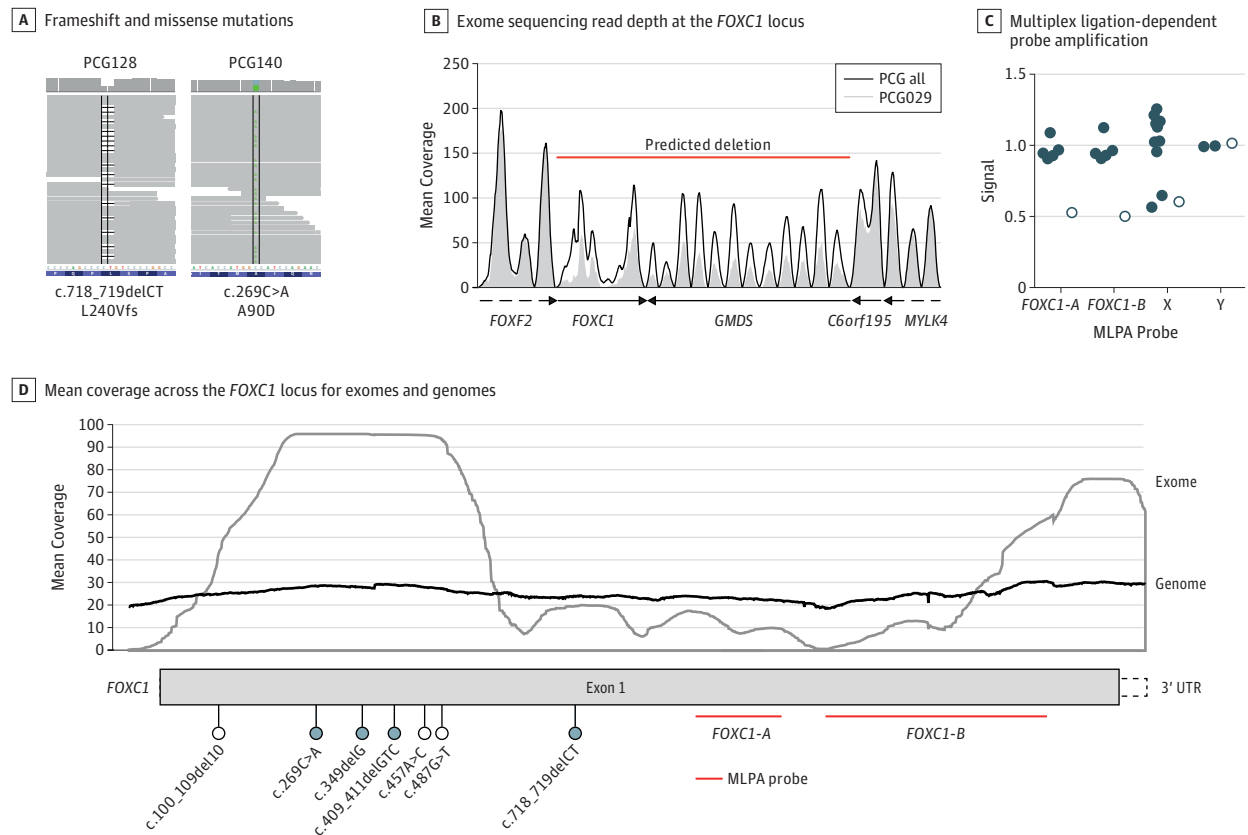 A Frameshift and missense mutations
PCG128
PCG140
c.718_719delCT
L240Vfs
c.269C>A
A90D
B Exome sequencing read depth at the FOXC1 locus
Mean Coverage
250
200
150
100
50
0
PCG all
PCG029
Predicted deletion
FOXF2
FOXC1
GMDS
C6orf195
MYLK4
C Multiplex ligation-dependent
probe amplification
Signal
1.5
1.0
0.5
0
FOXC1-A
FOXC1-B
X
Y
MLPA Probe
D Mean coverage across the FOXC1 locus for exomes and genomes
Mean Coverage
100
90
80
70
60
50
40
30
20
10
0
Exome
Genome
FOXC1
Exon 1
3′ UTR
c.100_109del10
c.269C>A
c.349delG
c.409_411delGTC
c.457A>C
c.487G>T
c.718_719delCT
FOXC1-A
FOXC1-B
MLPA probe